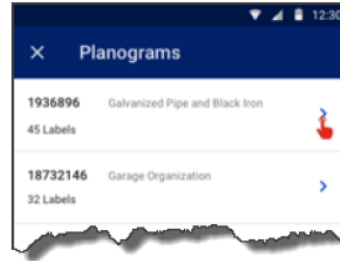 12:30
Planograms
1936896 Galvanized Pipe and Black Iron
45 Labels
18732146 Garage Organization
32 Labels